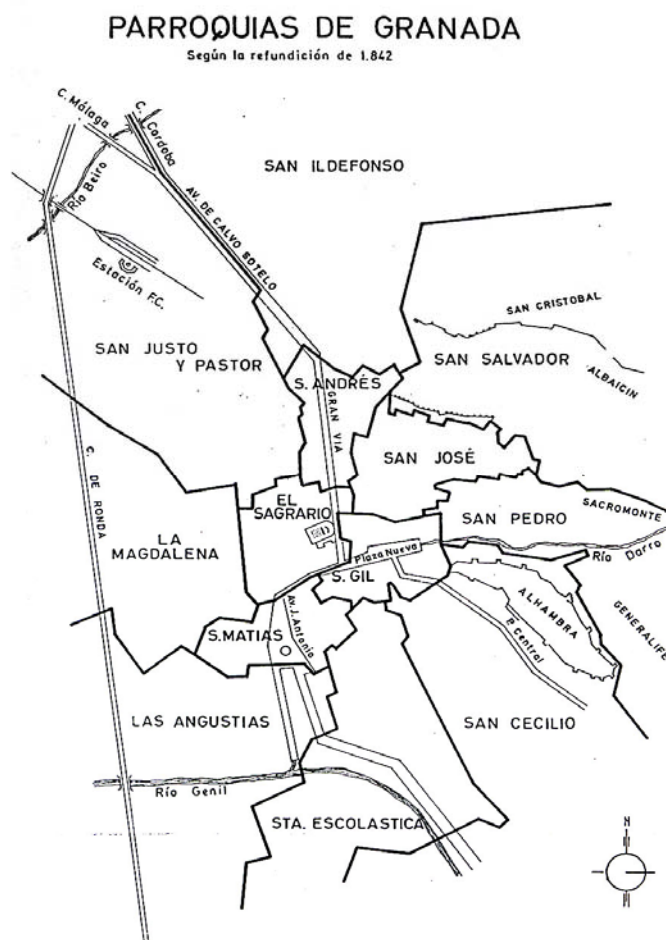 PARROQUIAS DE GRANADA
Según la refundición de 1.842
C. Málaga
C. Cordoba
SAN ILDEFONSO
Río Beiro
AV. DE CALVO SOTELO
Estación F.C.
SAN CRISTOBAL
SAN JUSTO
Y PASTOR
SAN SALVADOR
ALBAICIN
S. ANDRÉS
GRAN VIA
C. DE RONDA
SAN JOSÉ
EL
SAGRARIO
SACROMONTE
LA
MAGDALENA
SAN PEDRO
Río Darro
Plaza Nueva
S. GIL
ALHAMBRA
GENERALIFE
Av. J. Antonio
S. MATIAS
P. Central
LAS ANGUSTIAS
SAN CECILIO
Río Genil
STA. ESCOLASTICA
N